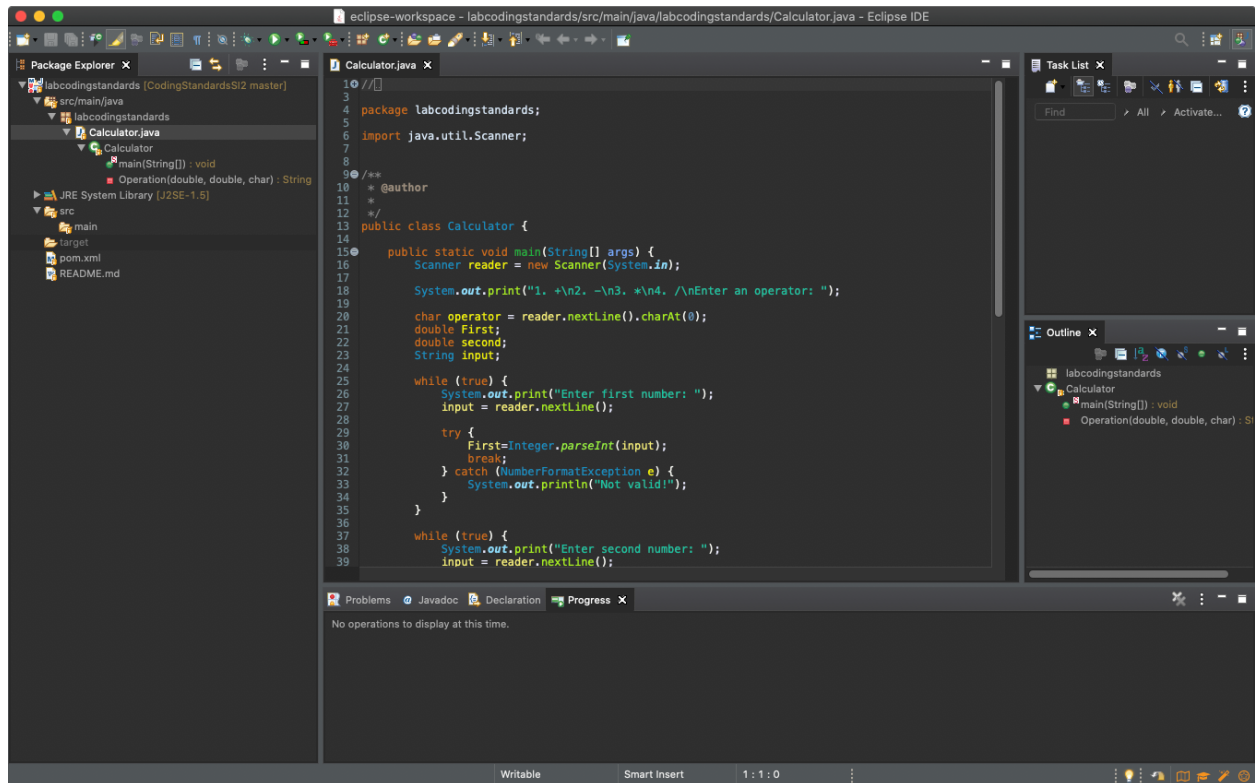 eclipse-workspace - labcodingstandards/src/main/java/labcodingstandards/Calculator.java - Eclipse IDE
Package Explorer
labcodingstandards [CodingStandardsSI2 master]
src/main/java
labcodingstandards
Calculator.java
Calculator
main(String[]) : void
Operation(double, double, char) : String
JRE System Library [J2SE-1.5]
src
main
target
pom.xml
README.md
Calculator.java
1 //
3
4 package labcodingstandards;
5
6 import java.util.Scanner;
7
8
9 /**
10  * @author
11  *
12  */
13 public class Calculator {
14
15     public static void main(String[] args) {
16         Scanner reader = new Scanner(System.in);
17
18         System.out.print("1. +\n2. -\n3. *\n4. /\nEnter an operator: ");
19
20         char operator = reader.nextLine().charAt(0);
21         double First;
22         double second;
23         String input;
24
25         while (true) {
26             System.out.print("Enter first number: ");
27             input = reader.nextLine();
28
29             try {
30                 First=Integer.parseInt(input);
31                 break;
32             } catch (NumberFormatException e) {
33                 System.out.println("Not valid!");
34             }
35         }
36
37         while (true) {
38             System.out.print("Enter second number: ");
39             input = reader.nextLine();
Task List
Find
All
Activate...
Outline
labcodingstandards
Calculator
main(String[]) : void
Operation(double, double, char) : S
Problems
Javadoc
Declaration
Progress
No operations to display at this time.
Writable
Smart Insert
1 : 1 : 0